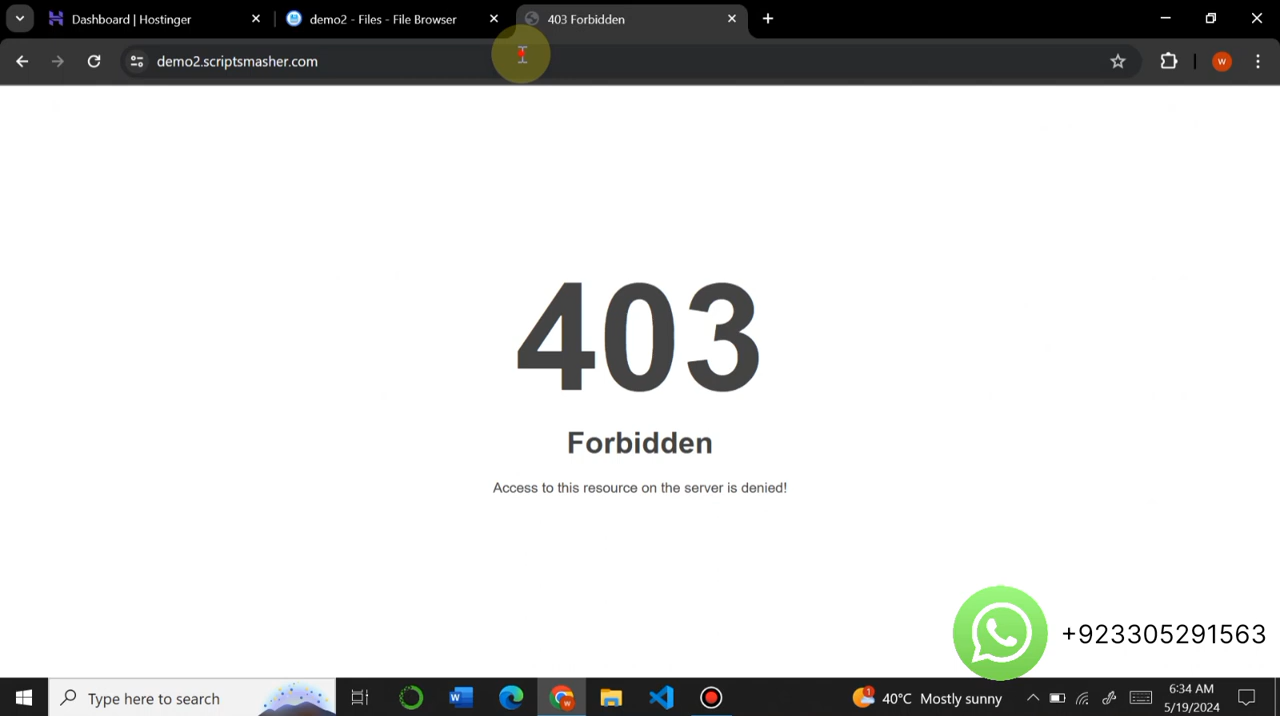 Dashboard | Hostinger
demo2 - Files - File Browser
403 Forbidden
demo2.scriptsmasher.com
W
403
Forbidden
Access to this resource on the server is denied!
+923305291563
Type here to search
W
W
1
40°C Mostly sunny
6:34 AM
5/19/2024